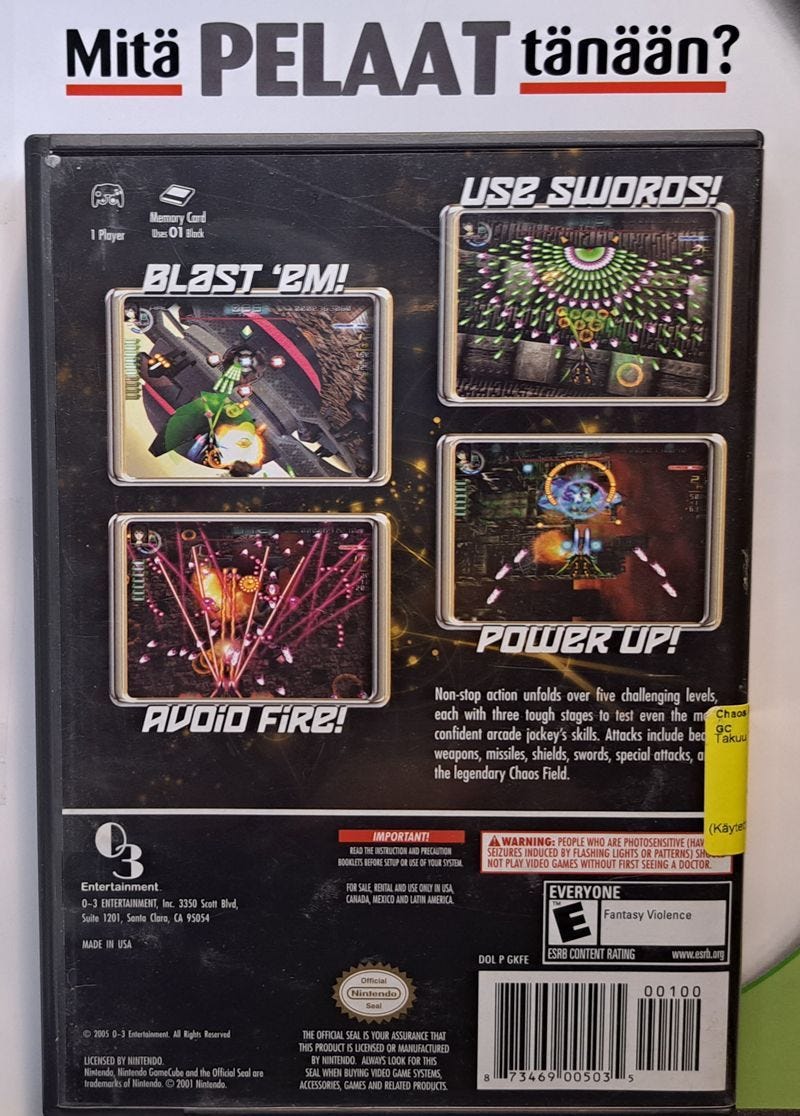 Mitä PELAAT tänään?
1 Player
Memory Card
Uses 01 Block
USE SWORDS!
BLAST 'EM!
POWER UP!
AVOID FIRE!
Non-stop action unfolds over five challenging levels,
each with three tough stages to test even the
confident arcade jockey's skills. Attacks include
weapons, missiles, shields, swords, special attacks,
the legendary Chaos Field.
Chaos
GC
Takuu
(Käytet
O3
Entertainment
O~3 ENTERTAINMENT, Inc. 3350 Scott Blvd,
Suite 1201, Santa Clara, CA 95054
MADE IN USA
IMPORTANT!
READ THE INSTRUCTION AND PRECAUTION
BOOKLETS BEFORE SETUP OR USE OF YOUR SYSTEM.
FOR SALE, RENTAL AND USE ONLY IN USA,
CANADA, MEXICO AND LATIN AMERICA.
WARNING: PEOPLE WHO ARE PHOTOSENSITIVE (HAV
SEIZURES INDUCED BY FLASHING LIGHTS OR PATTERNS)
NOT PLAY VIDEO GAMES WITHOUT FIRST SEEING A DOCTOR.
EVERYONE
E
TM
Fantasy Violence
ESRB CONTENT RATING www.esrb.org
DOL P GKFE
Official
Nintendo
Seal
© 2005 O~3 Entertainment. All Rights Reserved
LICENSED BY NINTENDO.
Nintendo, Nintendo GameCube and the Official Seal are
trademarks of Nintendo. © 2001 Nintendo.
THE OFFICIAL SEAL IS YOUR ASSURANCE THAT
THIS PRODUCT IS LICENSED OR MANUFACTURED
BY NINTENDO. ALWAYS LOOK FOR THIS
SEAL WHEN BUYING VIDEO GAME SYSTEMS,
ACCESSORIES, GAMES AND RELATED PRODUCTS.
00100
8 73469 00503 5